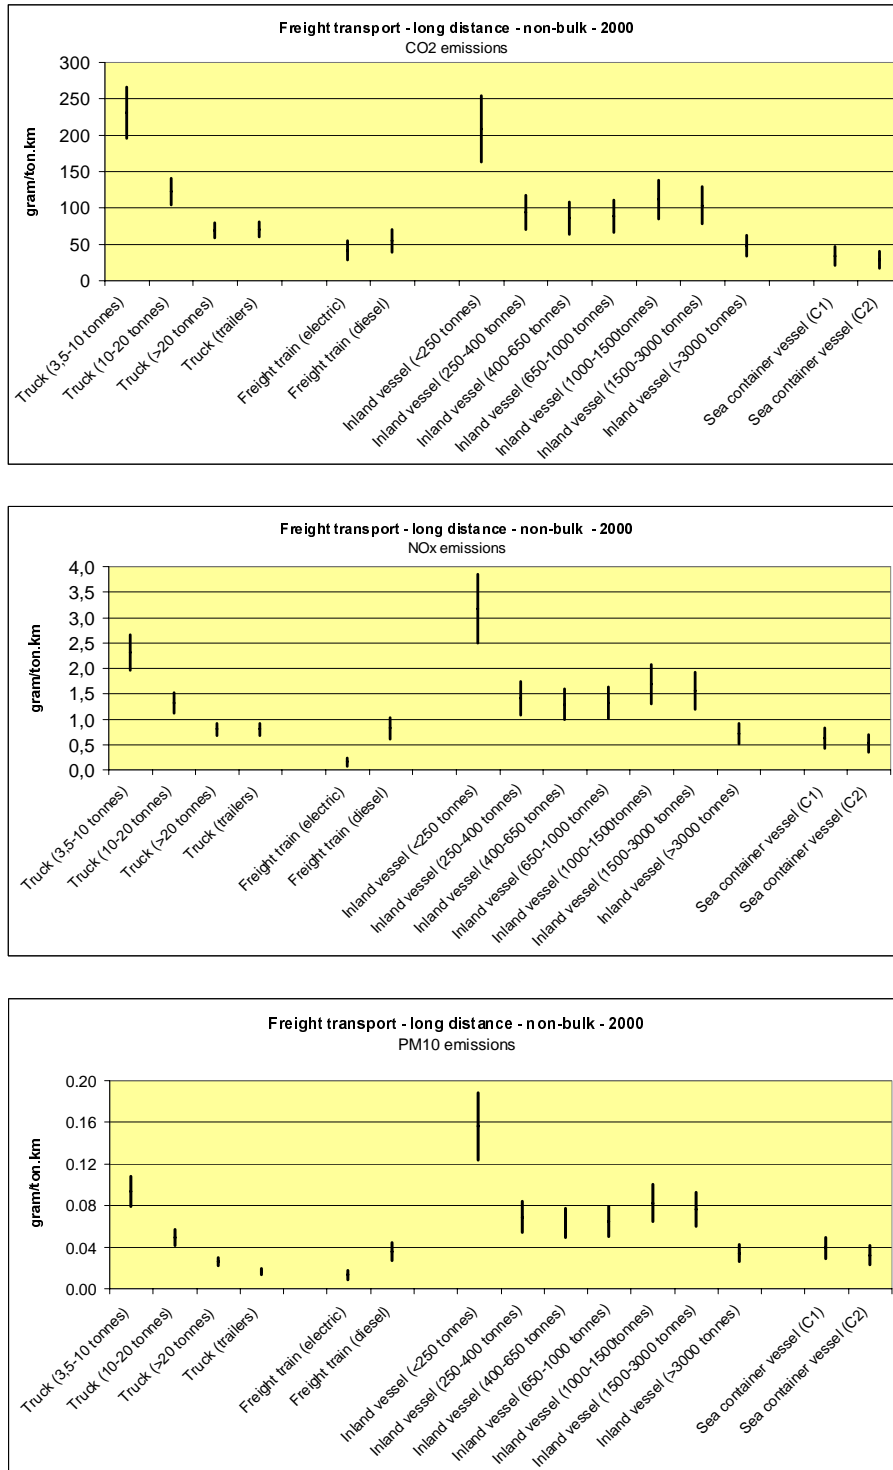 Freight transport - long distance - non-bulk - 2000
CO2 emissions
gram/ton.km
300
250
200
150
100
50
0
Truck (3,5-10 tonnes)
Truck (10-20 tonnes)
Truck (>20 tonnes)
Truck (trailers)
Freight train (electric)
Freight train (diesel)
Inland vessel (<250 tonnes)
Inland vessel (250-400 tonnes)
Inland vessel (400-650 tonnes)
Inland vessel (650-1000 tonnes)
Inland vessel (1000-1500tonnes)
Inland vessel (1500-3000 tonnes)
Inland vessel (>3000 tonnes)
Sea container vessel (C1)
Sea container vessel (C2)
Freight transport - long distance - non-bulk - 2000
NOx emissions
gram/ton.km
4,0
3,5
3,0
2,5
2,0
1,5
1,0
0,5
0,0
Truck (3,5-10 tonnes)
Truck (10-20 tonnes)
Truck (>20 tonnes)
Truck (trailers)
Freight train (electric)
Freight train (diesel)
Inland vessel (<250 tonnes)
Inland vessel (250-400 tonnes)
Inland vessel (400-650 tonnes)
Inland vessel (650-1000 tonnes)
Inland vessel (1000-1500tonnes)
Inland vessel (1500-3000 tonnes)
Inland vessel (>3000 tonnes)
Sea container vessel (C1)
Sea container vessel (C2)
Freight transport - long distance - non-bulk - 2000
PM10 emissions
gram/ton.km
0.20
0.16
0.12
0.08
0.04
0.00
Truck (3,5-10 tonnes)
Truck (10-20 tonnes)
Truck (>20 tonnes)
Truck (trailers)
Freight train (electric)
Freight train (diesel)
Inland vessel (<250 tonnes)
Inland vessel (250-400 tonnes)
Inland vessel (400-650 tonnes)
Inland vessel (650-1000 tonnes)
Inland vessel (1000-1500tonnes)
Inland vessel (1500-3000 tonnes)
Inland vessel (>3000 tonnes)
Sea container vessel (C1)
Sea container vessel (C2)